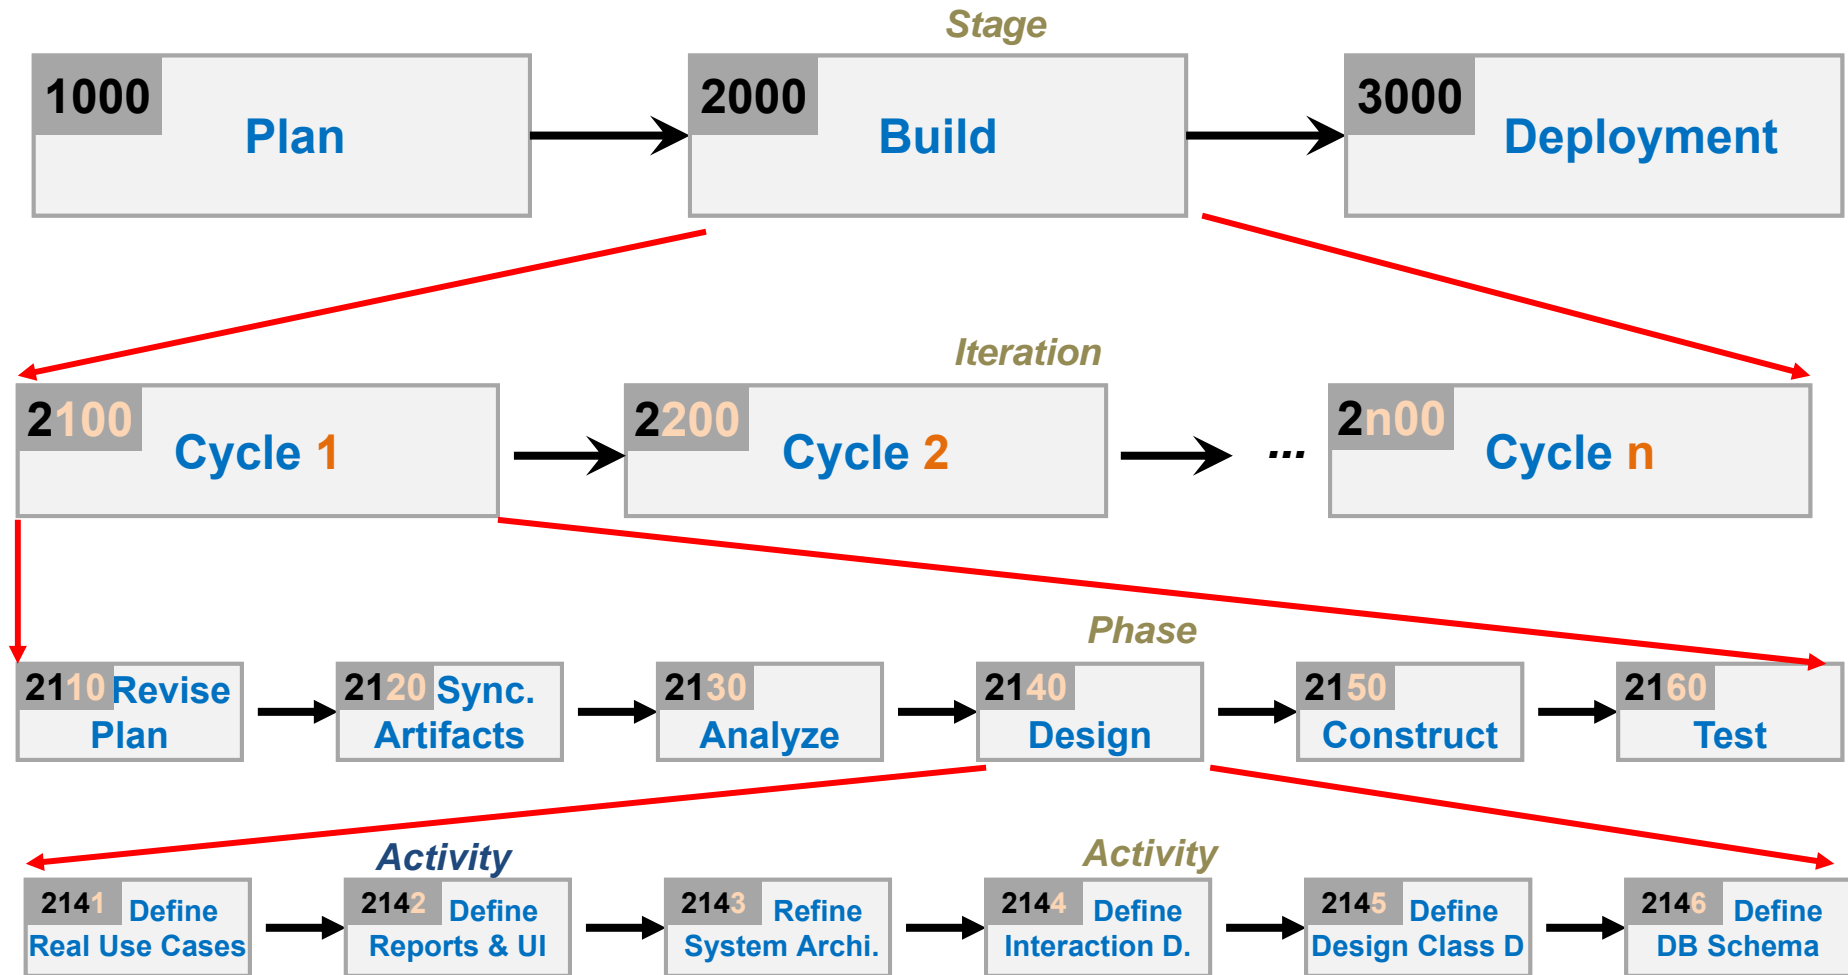 Stage
1000
Plan
2000
Build
3000
Deployment
Iteration
2100
Cycle 1
2200
Cycle 2
...
2n00
Cycle n
Phase
2110 Revise
Plan
2120 Sync.
Artifacts
2130
Analyze
2140
Design
2150
Construct
2160
Test
Activity
Activity
2141 Define
Real Use Cases
2142 Define
Reports & UI
2143 Refine
System Archi.
2144 Define
Interaction D.
2145 Define
Design Class D
2146 Define
DB Schema